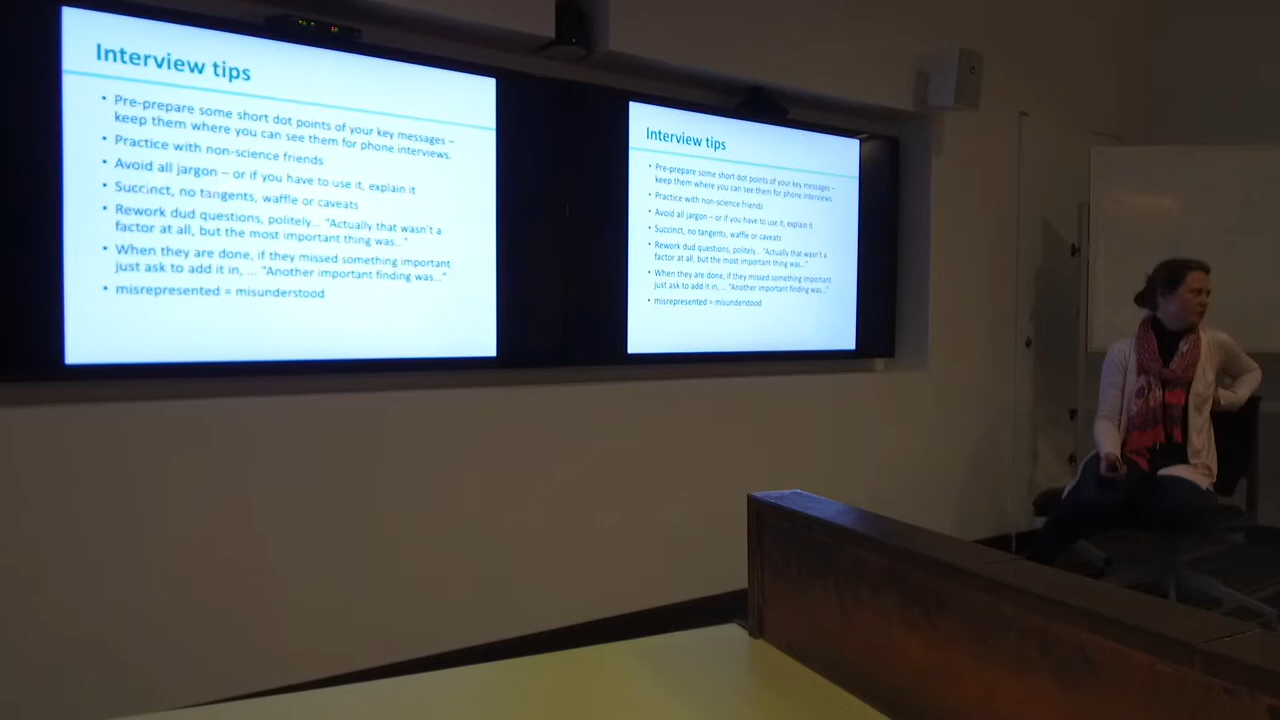 Interview tips
• Pre-prepare some short dot points of your key messages –
keep them where you can see them for phone interviews.
• Practice with non-science friends
• Avoid all jargon – or if you have to use it, explain it
• Succinct, no tangents, waffle or caveats
• Rework dud questions, politely... "Actually that wasn't a
factor at all, but the most important thing was..."
• When they are done, if they missed something important
just ask to add it in, ... "Another important finding was..."
• misrepresented = misunderstood
Interview tips
• Pre-prepare some short dot points of your key messages –
keep them where you can see them for phone interviews
• Practice with non-science friends
• Avoid all jargon – or if you have to use it, explain it
• Succinct, no tangents, waffle or caveats
• Rework dud questions, politely... "Actually that wasn't a
factor at all, but the most important thing was..."
• When they are done, if they missed something important
just ask to add it in, ... "Another important finding was..."
• misrepresented = misunderstood